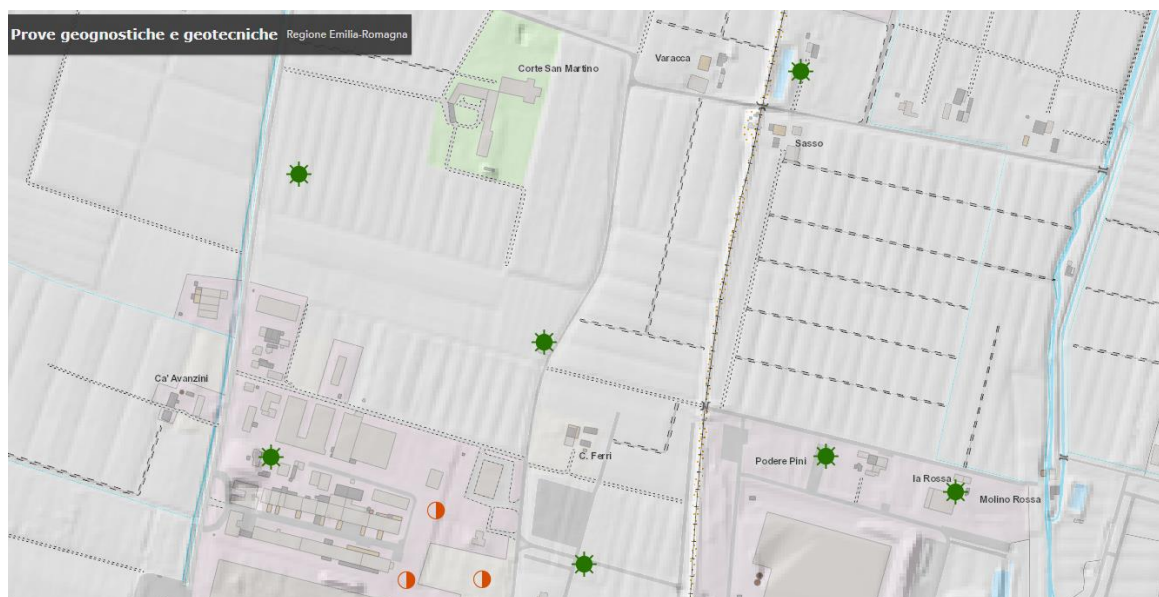 Prove geognostiche e geotecniche Regione Emilia-Romagna
Varacca
Corte San Martino
Sasso
Ca' Avanzini
C. Ferri
Podere Pini
la Rossa
Molino Rossa